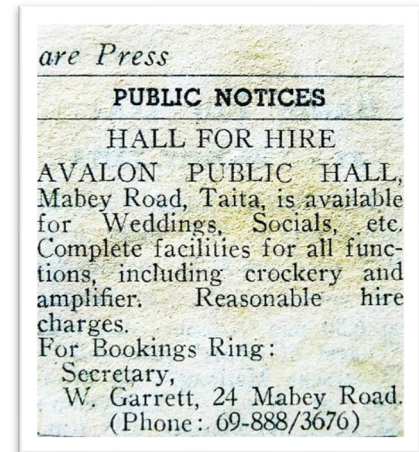 are Press
PUBLIC NOTICES
HALL FOR HIRE
AVALON PUBLIC HALL,
Mabey Road, Taita, is available
for Weddings, Socials, etc.
Complete facilities for all func-
tions, including crockery and
amplifier. Reasonable hire
charges.
For Bookings Ring:
Secretary,
W. Garrett, 24 Mabey Road.
(Phone: 69-888/3676)